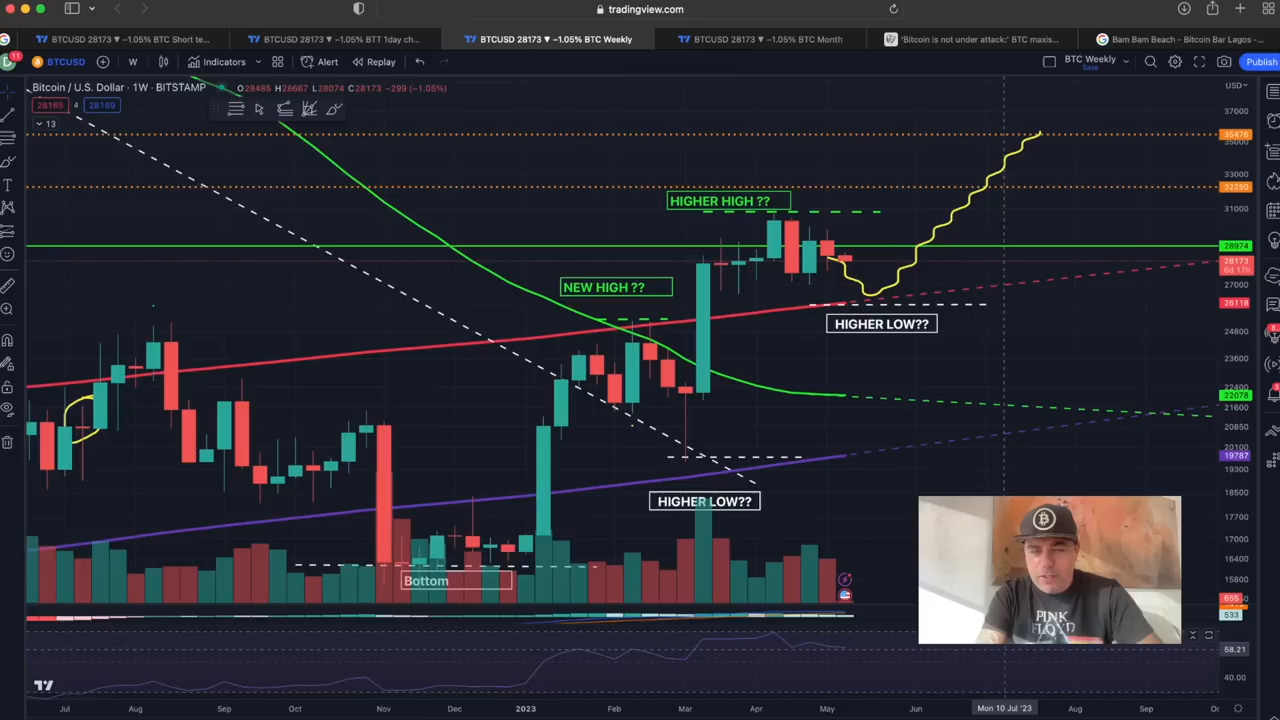 tradingview.com
BTCUSD 28173 ▼ −1.05% BTC Short te...
BTCUSD 28173 ▼ −1.05% BTT 1day ch...
BTCUSD 28173 ▼ −1.05% BTC Weekly
BTCUSD 28173 ▼ −1.05% BTC Month
'Bitcoin is not under attack:' BTC maxis...
Bam Bam Beach - Bitcoin Bar Lagos -...
11
BTCUSD
W
Indicators
Alert
Replay
BTC Weekly
Save
Publish
Bitcoin / U.S. Dollar · 1W · BITSTAMP
O28485 H28667 L28074 C28173 −299 (−1.05%)
USD
28165
4
28169
13
37000
35476
35000
33000
32250
31000
HIGHER HIGH ??
28974
28173
6d 17h
NEW HIGH ??
27000
26118
HIGHER LOW??
24800
23600
22400
22078
21600
20850
20100
19787
19300
HIGHER LOW??
18500
17700
17000
16400
Bottom
15800
655
533
PINK
FLOYD
58.21
40.00
Jul
Aug
Sep
Oct
Nov
Dec
2023
Feb
Mar
Apr
May
Jun
Mon 10 Jul '23
Aug
Sep